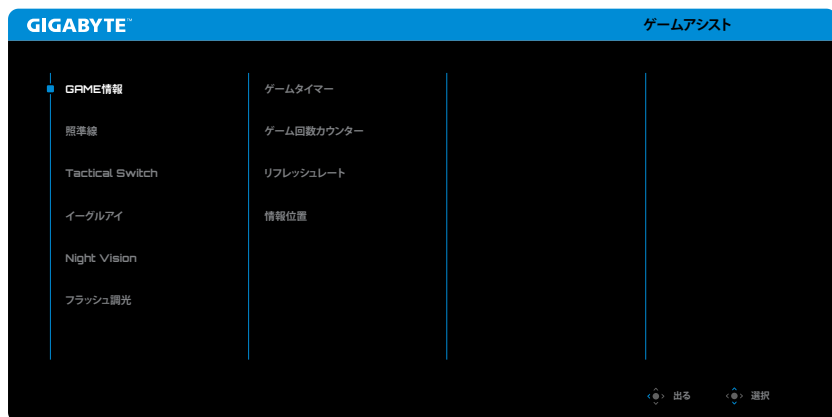 GIGABYTE™
ゲームアシスト
GAME情報
ゲームタイマー
照準線
ゲーム回数カウンター
Tactical Switch
リフレッシュレート
イーグルアイ
情報位置
Night Vision
フラッシュ調光
出る
選択